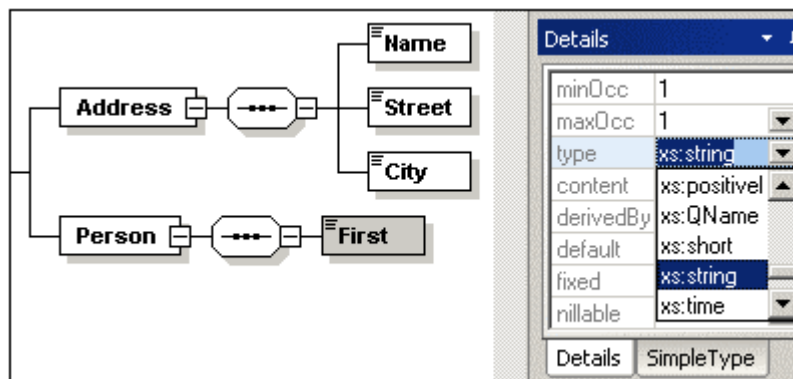 Name
Address
Street
City
Person
First
Details
minOcc 1
maxOcc 1
type xs:string
content xs:positiveI
derivedBy xs:QName
default xs:short
fixed xs:string
nillable xs:time
Details SimpleType